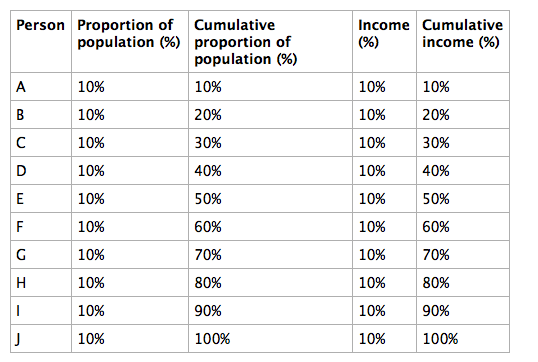 Person Proportion of Cumulative Income Cumulative
population (%) proportion of (%) income (%)
population (%)
A 10% 10% 10% 10%
B 10% 20% 10% 20%
C 10% 30% 10% 30%
D 10% 40% 10% 40%
E 10% 50% 10% 50%
F 10% 60% 10% 60%
G 10% 70% 10% 70%
H 10% 80% 10% 80%
I 10% 90% 10% 90%
J 10% 100% 10% 100%